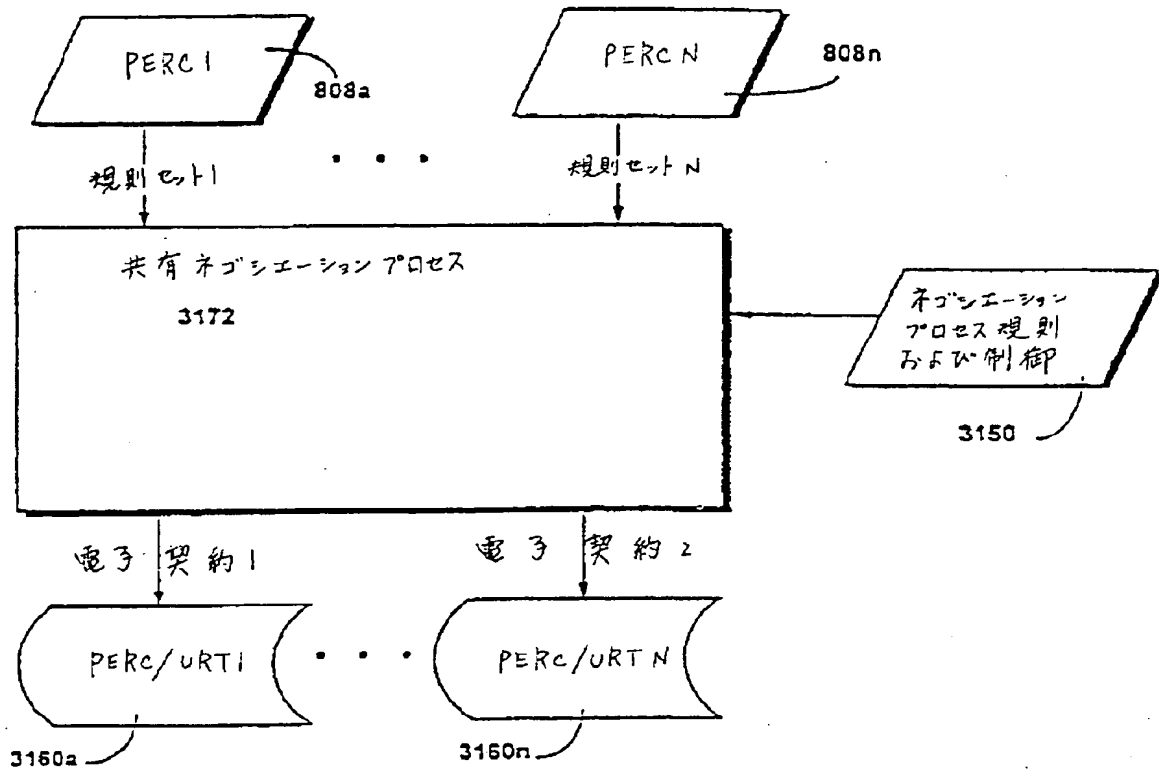 PERC 1
808a
PERC N
808n
規則セット1
規則セット N
共有ネゴシエーションプロセス
3172
ネゴシエーション
プロセス規則
および制御
3150
電子契約1
電子契約2
PERC/URT1
PERC/URT N
3160a
3160n